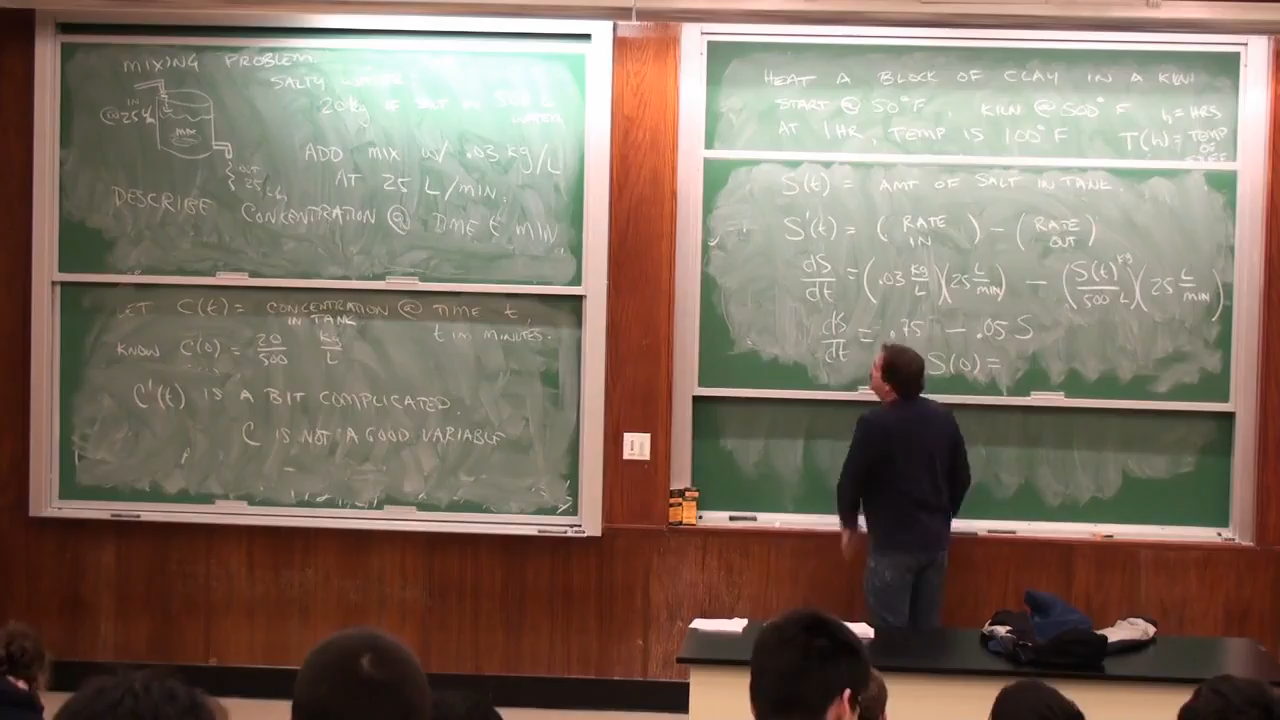 MIXING PROBLEM
SALTY WATER
20 kg OF SALT IN 500 L
WATER
IN
@25 L/
OUT
25 L/
ADD MIX W/ .03 kg/L
AT 25 L/MIN.
DESCRIBE CONCENTRATION @ TIME t MIN
LET C(t) = CONCENTRATION @ TIME t,
IN TANK
t IN MINUTES.
KNOW C(0) = 20/500 kg/L
C'(t) IS A BIT COMPLICATED.
C IS NOT A GOOD VARIABLE
HEAT A BLOCK OF CLAY IN A KILN
START @ 50°F, KILN @ 500°F
h = HRS
AT 1 HR, TEMP IS 100°F
T(h) = TEMP
OF
S(t) = AMT OF SALT IN TANK.
S'(t) = (RATE IN) - (RATE OUT)
dS/dt = (.03 kg/L)(25 L/min) - (S(t) kg/500 L)(25 L/min)
dS/dt = .75 - .05 S
S(0) =